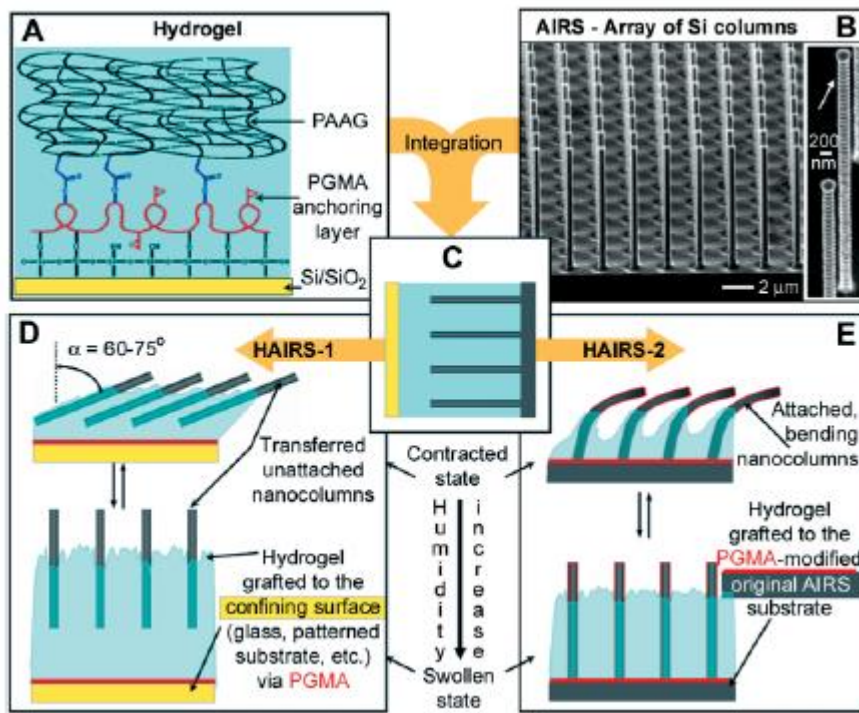 A
Hydrogel
PAAG
PGMA
anchoring
layer
Si/SiO2
Integration
AIRS - Array of Si columns
B
200
nm
2 µm
C
D
α = 60-75°
HAIRS-1
HAIRS-2
E
Transferred
unattached
nanocolumns
Contracted
state
Humidity
increase
Swollen
state
Attached,
bending
nanocolumns
Hydrogel
grafted to the
confining surface
(glass, patterned
substrate, etc.)
via PGMA
Hydrogel
grafted to the
PGMA-modified
original AIRS
substrate